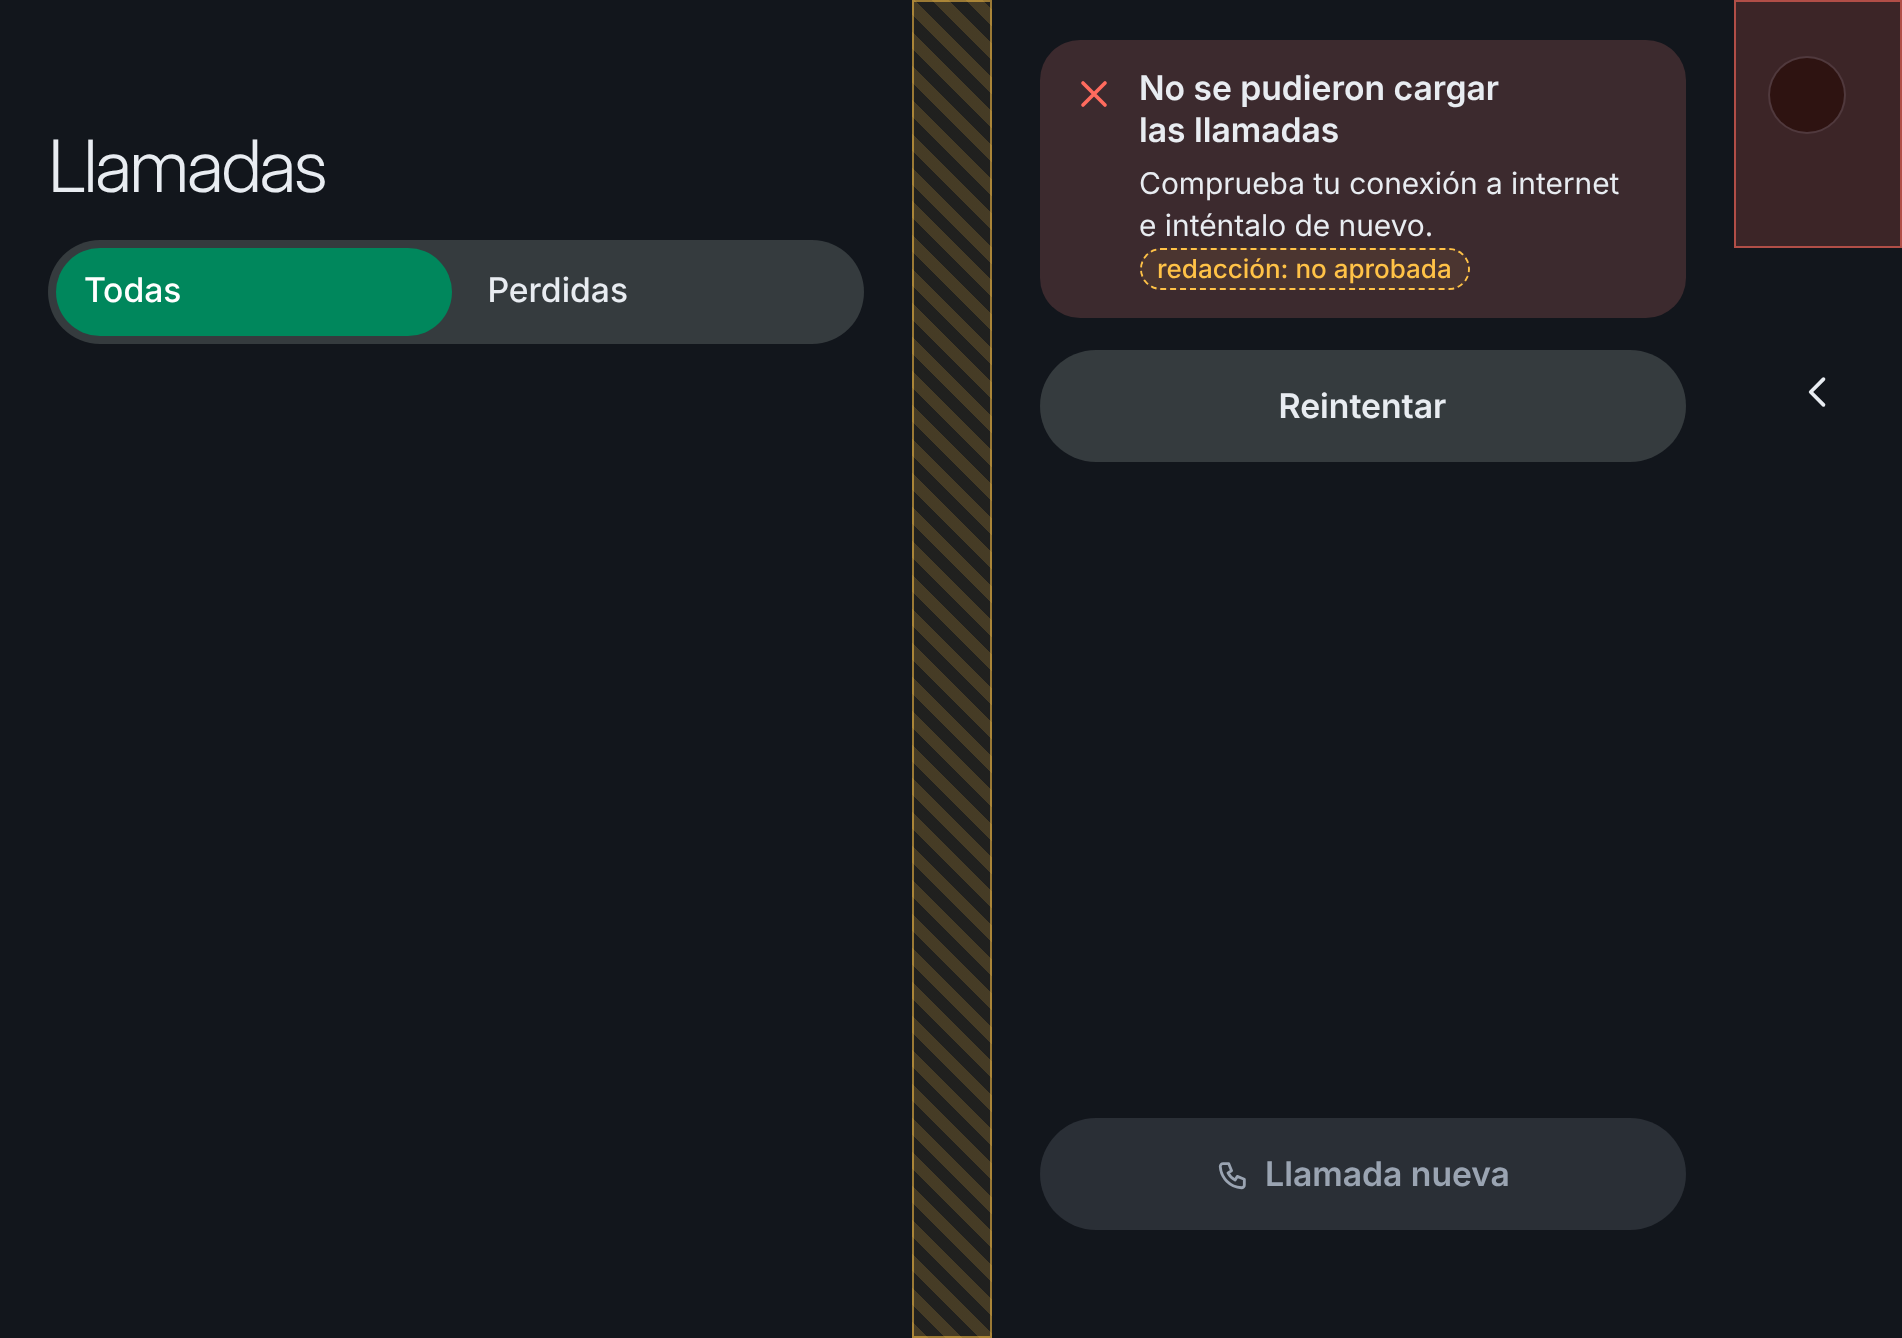 Llamadas
Todas
Perdidas
No se pudieron cargar
las llamadas
Comprueba tu conexión a internet
e inténtalo de nuevo.
redacción: no aprobada
Reintentar
Llamada nueva